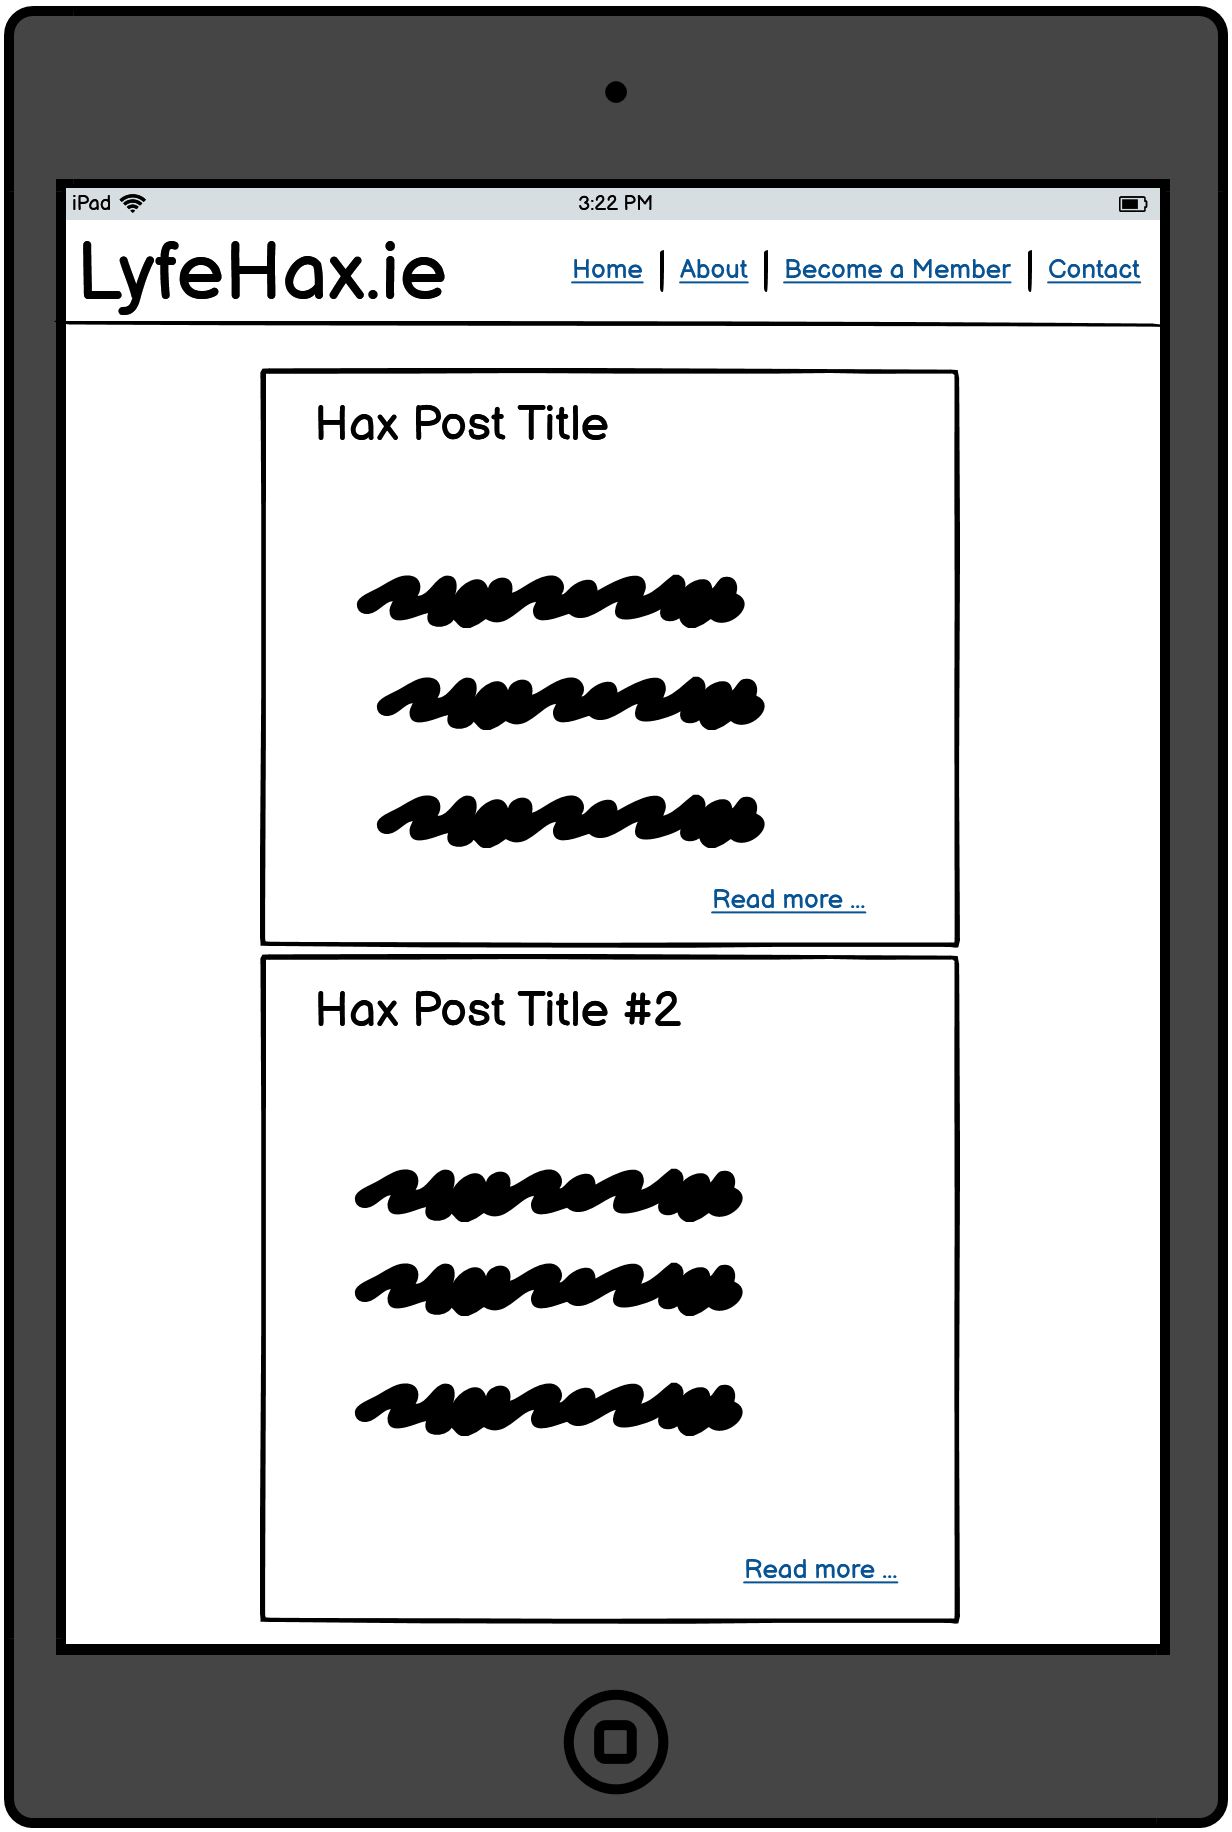 iPad 3:22 PM
LyfeHax.ie Home About Become a Member Contact
Hax Post Title
Read more ...
Hax Post Title #2
Read more ...